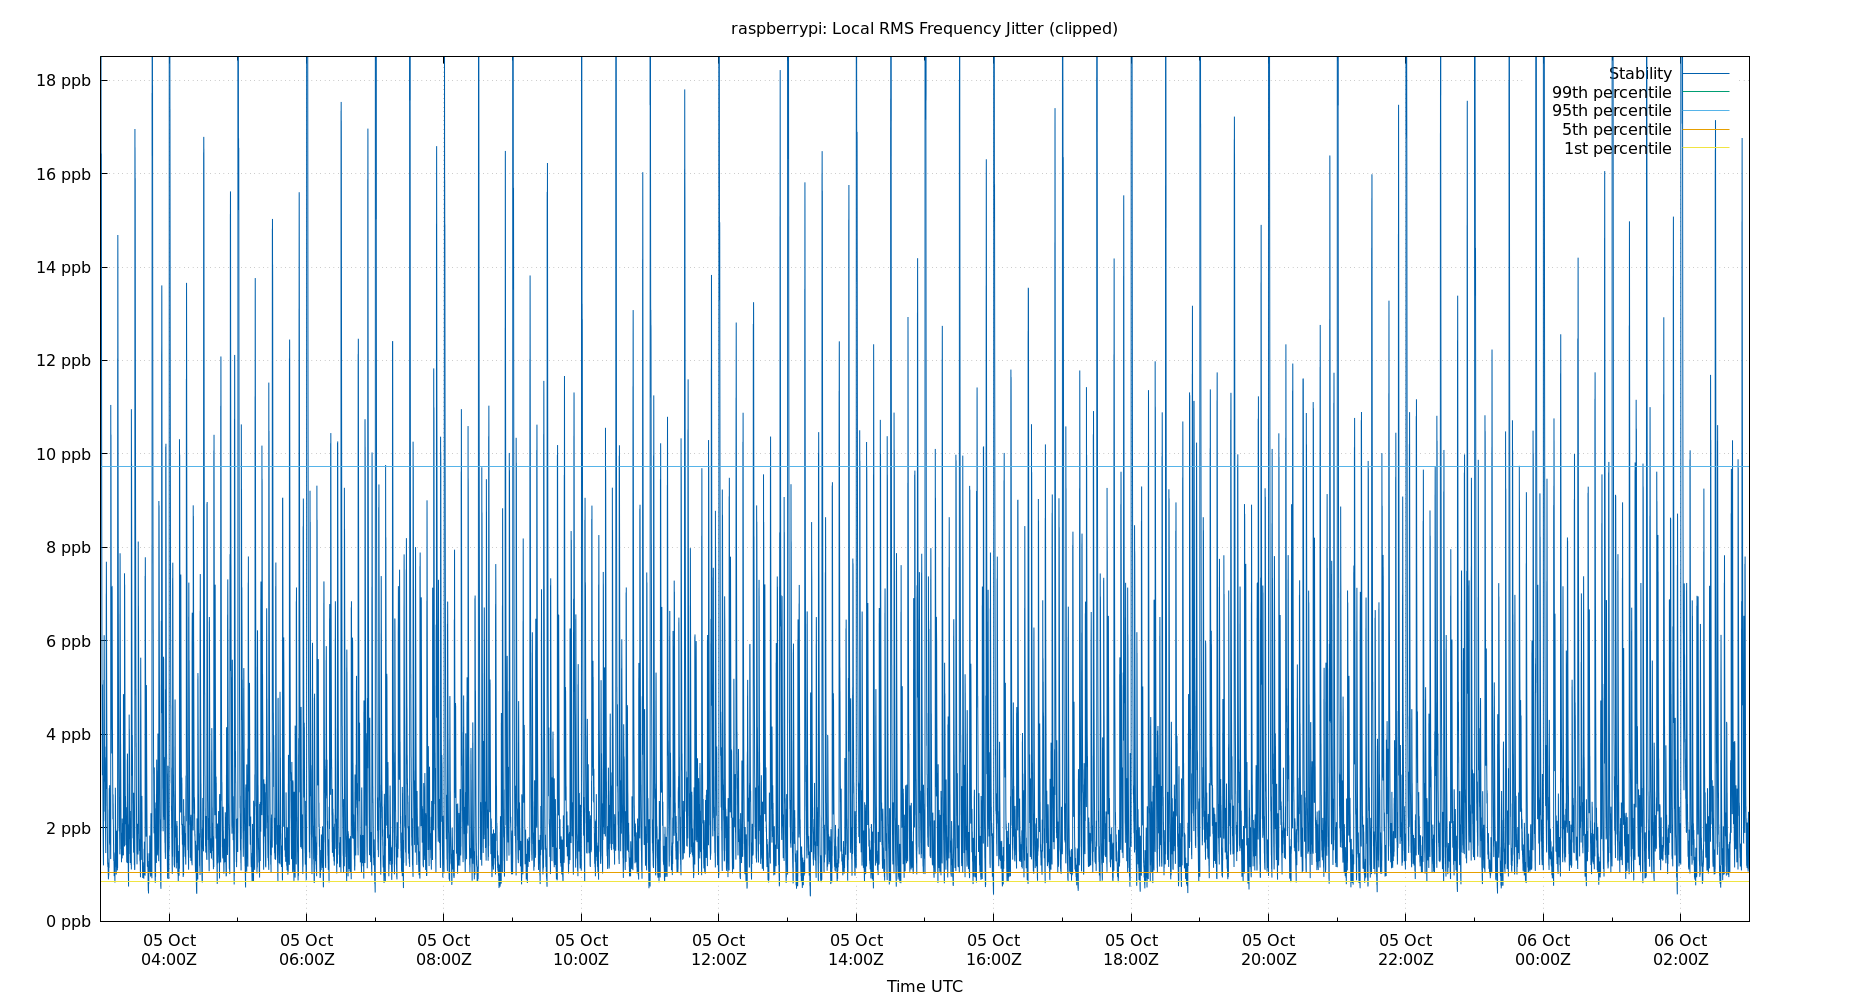 raspberrypi: Local RMS Frequency Jitter (clipped)
Stability
99th percentile
95th percentile
5th percentile
1st percentile
18 ppb
16 ppb
14 ppb
12 ppb
10 ppb
8 ppb
6 ppb
4 ppb
2 ppb
0 ppb
05 Oct 05 Oct 05 Oct 05 Oct 05 Oct 05 Oct 05 Oct 05 Oct 05 Oct 05 Oct 06 Oct 06 Oct
04:00Z 06:00Z 08:00Z 10:00Z 12:00Z 14:00Z 16:00Z 18:00Z 20:00Z 22:00Z 00:00Z 02:00Z
Time UTC